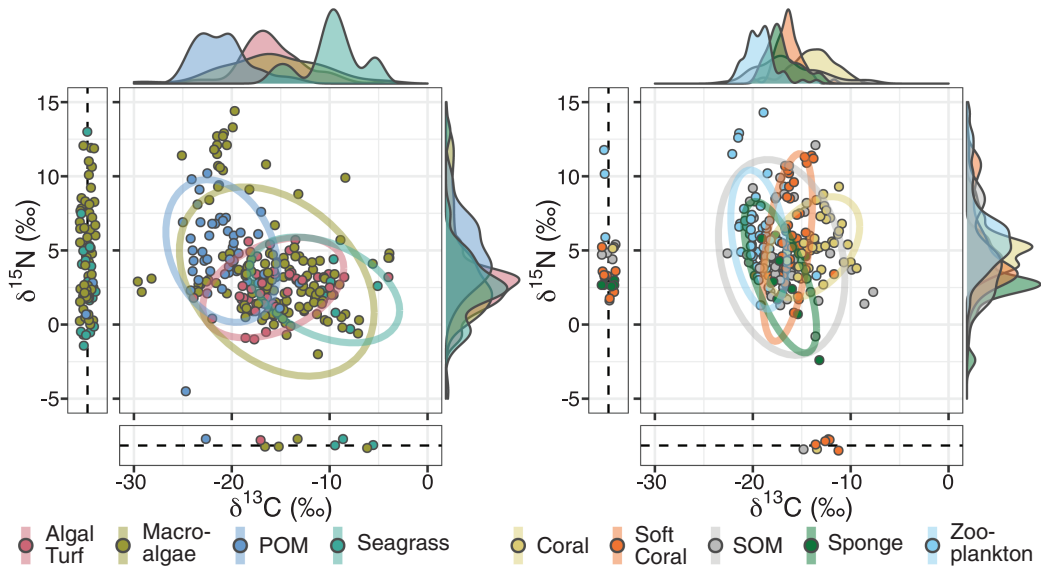 15
10
5
0
-5
δ¹⁵N (‰)
-30 -20 -10 0
δ¹³C (‰)
15
10
5
0
-5
δ¹⁵N (‰)
-30 -20 -10 0
δ¹³C (‰)
Algal
Turf
Macro-
algae
POM
Seagrass
Coral
Soft
Coral
SOM
Sponge
Zoo-
plankton